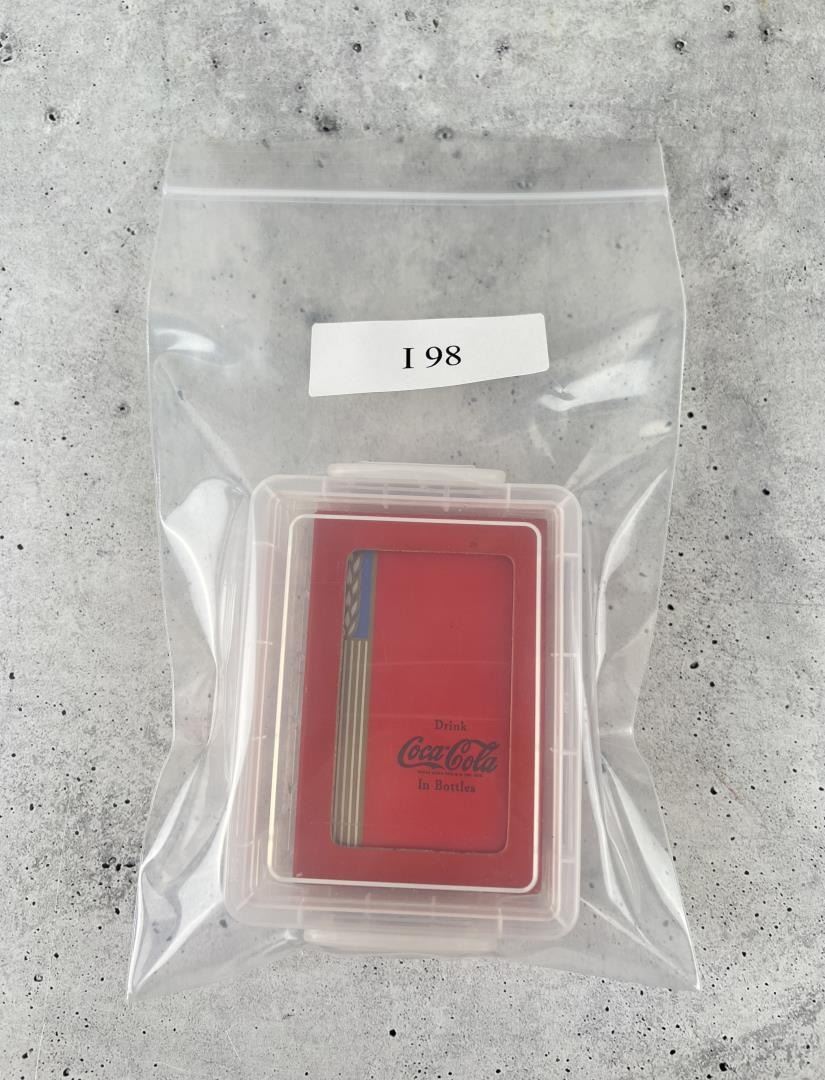 I 98
Drink
Coca-Cola
In Bottles